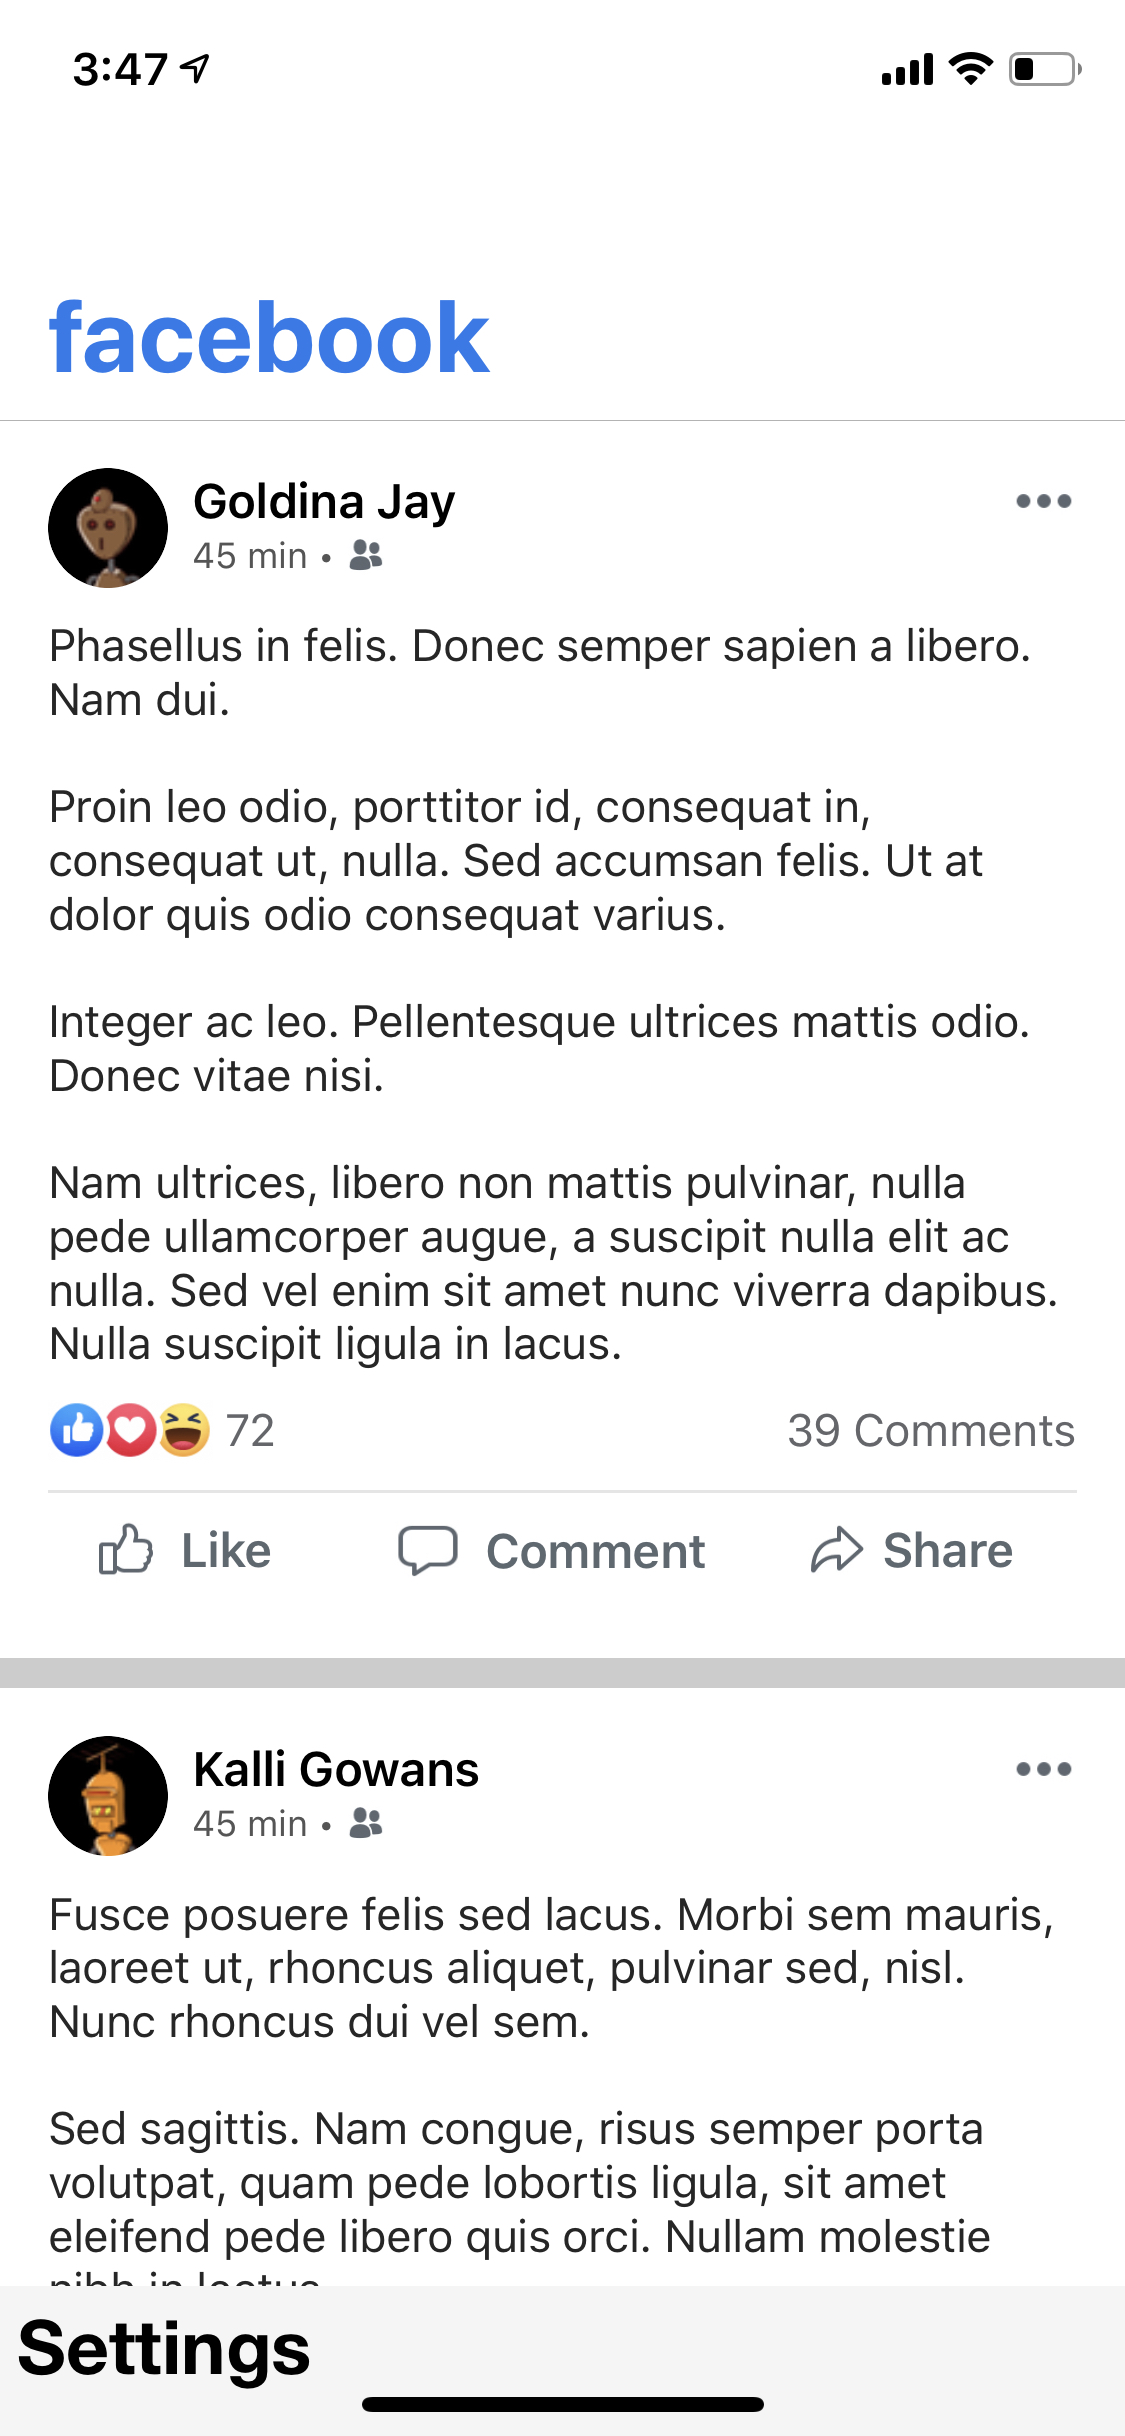 3:47
facebook
Goldina Jay
45 min •
Phasellus in felis. Donec semper sapien a libero.
Nam dui.
Proin leo odio, porttitor id, consequat in,
consequat ut, nulla. Sed accumsan felis. Ut at
dolor quis odio consequat varius.
Integer ac leo. Pellentesque ultrices mattis odio.
Donec vitae nisi.
Nam ultrices, libero non mattis pulvinar, nulla
pede ullamcorper augue, a suscipit nulla elit ac
nulla. Sed vel enim sit amet nunc viverra dapibus.
Nulla suscipit ligula in lacus.
72 39 Comments
Like Comment Share
Kalli Gowans
45 min •
Fusce posuere felis sed lacus. Morbi sem mauris,
laoreet ut, rhoncus aliquet, pulvinar sed, nisl.
Nunc rhoncus dui vel sem.
Sed sagittis. Nam congue, risus semper porta
volutpat, quam pede lobortis ligula, sit amet
eleifend pede libero quis orci. Nullam molestie
nibh in lectus.
Settings